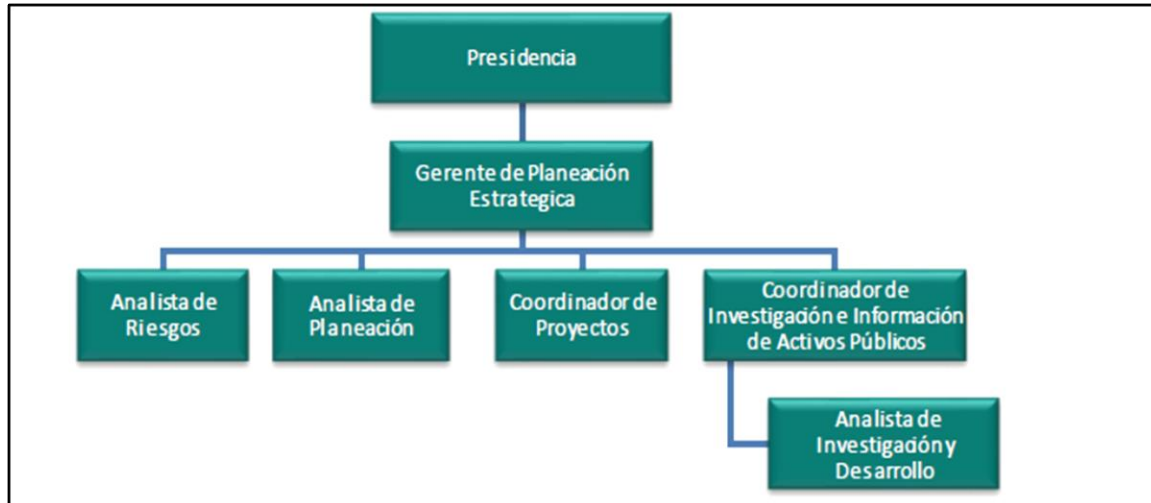 Presidencia
Gerente de Planeación
Estrategica
Analista de
Riesgos
Analista de
Planeación
Coordinador de
Proyectos
Coordinador de
Investigación e Información
de Activos Públicos
Analista de
Investigación y
Desarrollo